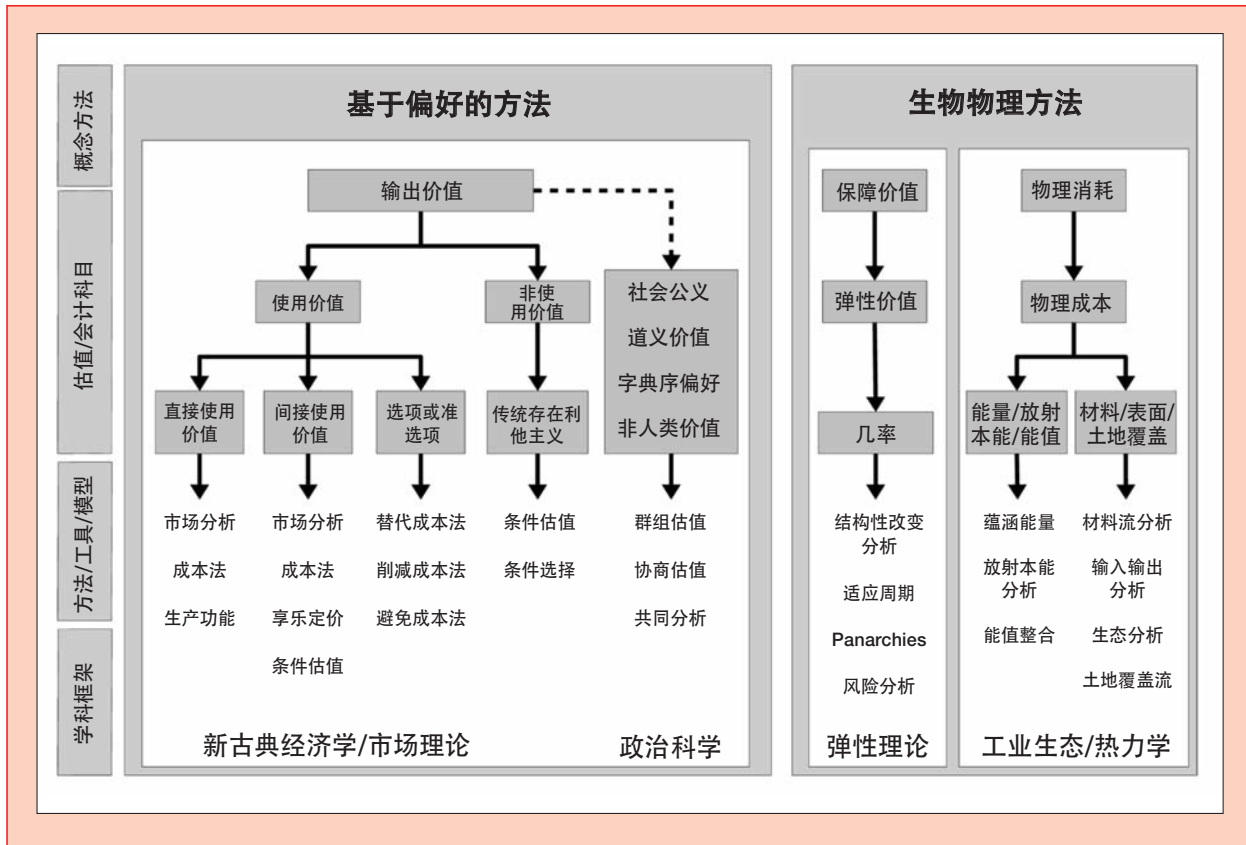 概念方法
估值/会计科目
方法/工具/模型
学科框架
基于偏好的方法
输出价值
使用价值
非使
用价值
社会公义
道义价值
字典序偏好
非人类价值
直接使用
价值
间接使用
价值
选项或准
选项
传统存在利
他主义
市场分析
成本法
生产功能
市场分析
成本法
享乐定价
条件估值
替代成本法
削减成本法
避免成本法
条件估值
条件选择
群组估值
协商估值
共同分析
新古典经济学/市场理论
政治科学
生物物理方法
保障价值
弹性价值
几率
结构性改变
分析
适应周期
Panarchies
风险分析
弹性理论
物理消耗
物理成本
能量/放射
本能/能值
材料/表面/
土地覆盖
蕴涵能量
放射本能
分析
能值整合
材料流分析
输入输出
分析
生态分析
土地覆盖流
工业生态/热力学